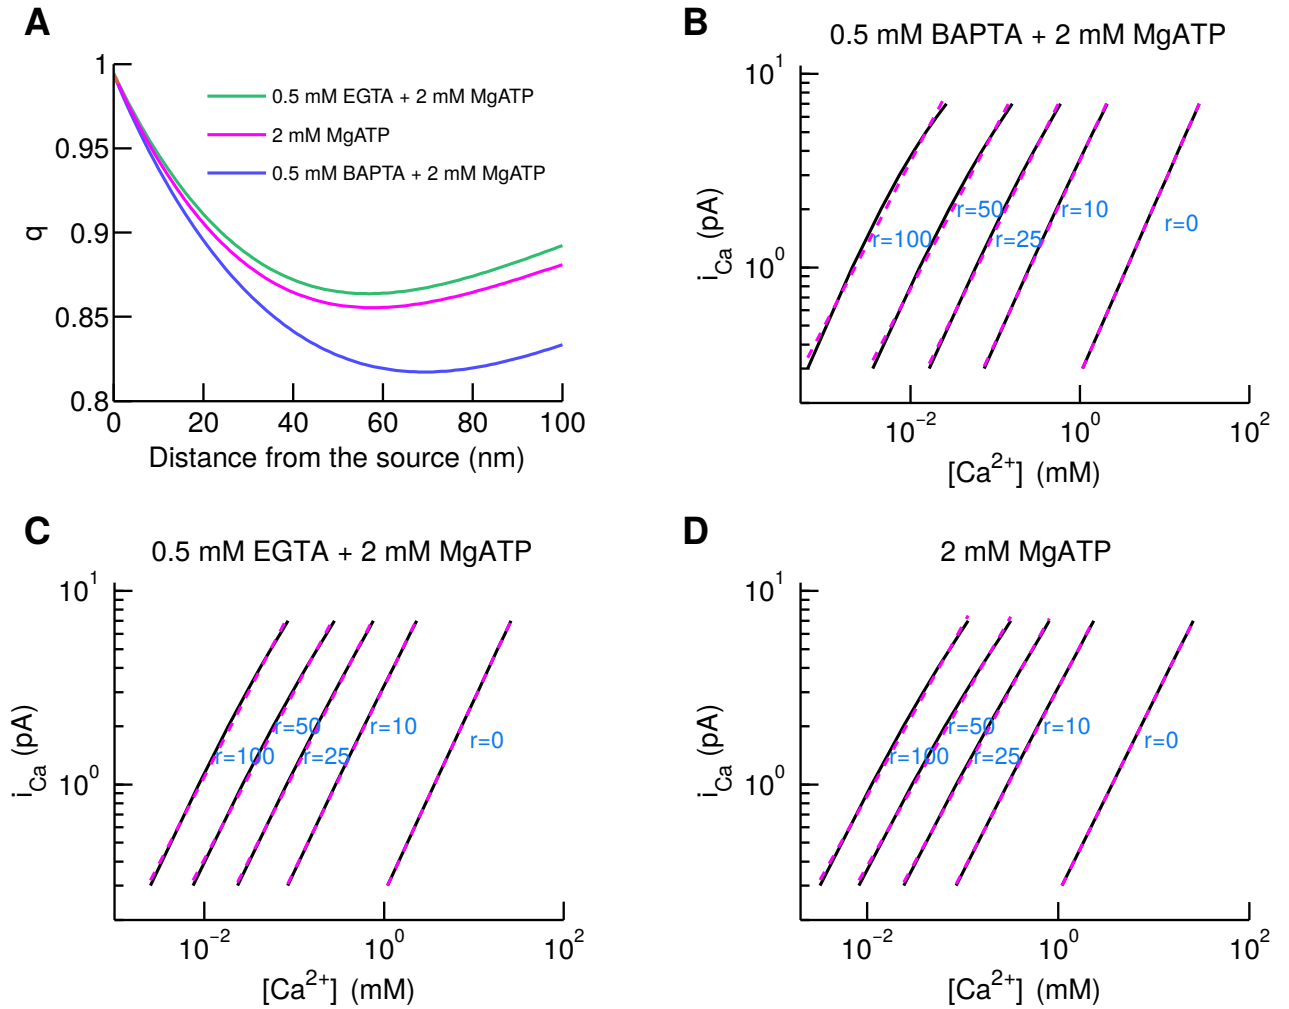 A
1
0.95
0.9
0.85
0.8
q
0.5 mM EGTA + 2 mM MgATP
2 mM MgATP
0.5 mM BAPTA + 2 mM MgATP
0 20 40 60 80 100
Distance from the source (nm)
B
0.5 mM BAPTA + 2 mM MgATP
10^1
10^0
i_Ca (pA)
r=100
r=50
r=25
r=10
r=0
10^−2 10^0 10^2
[Ca^2+] (mM)
C
0.5 mM EGTA + 2 mM MgATP
10^1
10^0
i_Ca (pA)
r=100
r=50
r=25
r=10
r=0
10^−2 10^0 10^2
[Ca^2+] (mM)
D
2 mM MgATP
10^1
10^0
i_Ca (pA)
r=100
r=50
r=25
r=10
r=0
10^−2 10^0 10^2
[Ca^2+] (mM)